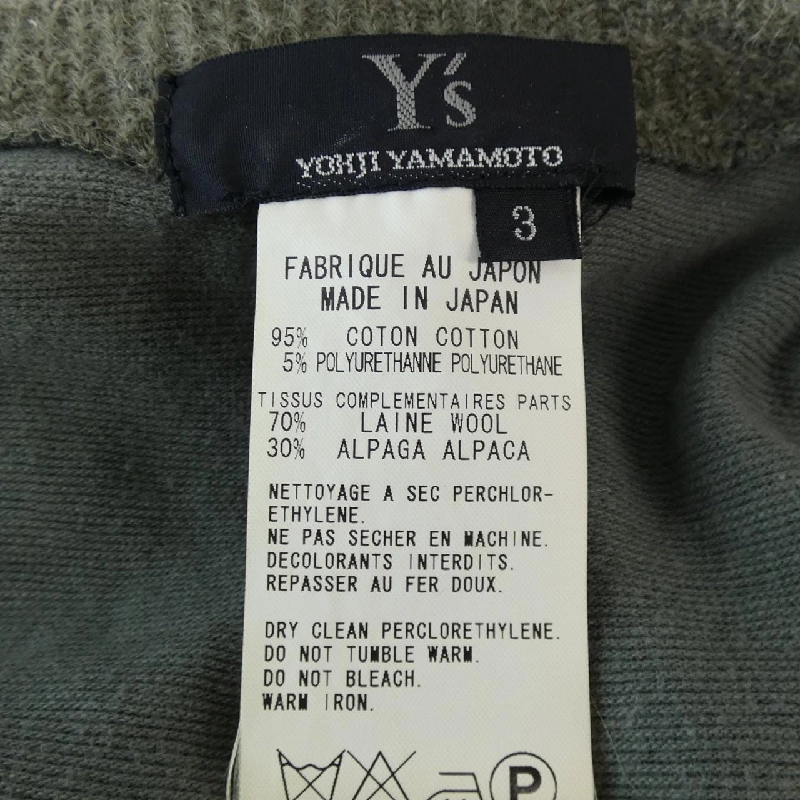 Y's
YOHJI YAMAMOTO
3
FABRIQUE AU JAPON
MADE IN JAPAN
95% COTON COTTON
5% POLYURETHANNE POLYURETHANE
TISSUS COMPLEMENTAIRES PARTS
70% LAINE WOOL
30% ALPAGA ALPACA
NETTOYAGE A SEC PERCHLOR-
ETHYLENE.
NE PAS SECHER EN MACHINE.
DECOLORANTS INTERDITS.
REPASSER AU FER DOUX.
DRY CLEAN PERCLORETHYLENE.
DO NOT TUMBLE WARM.
DO NOT BLEACH.
WARM IRON.
P